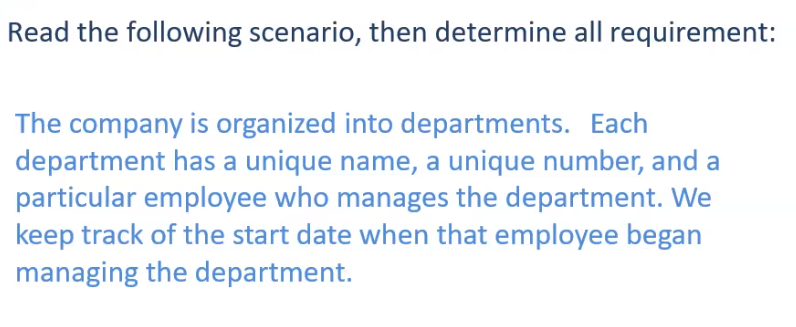 Read the following scenario, then determine all requirement:
The company is organized into departments. Each
department has a unique name, a unique number, and a
particular employee who manages the department. We
keep track of the start date when that employee began
managing the department.